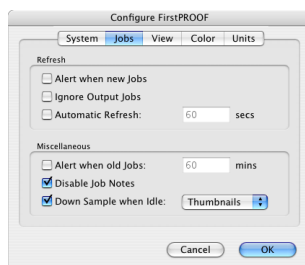 Configure FirstPROOF
System Jobs View Color Units
Refresh
Alert when new Jobs
Ignore Output Jobs
Automatic Refresh: 60 secs
Miscellaneous
Alert when old Jobs: 60 mins
Disable Job Notes
Down Sample when Idle: Thumbnails
Cancel OK